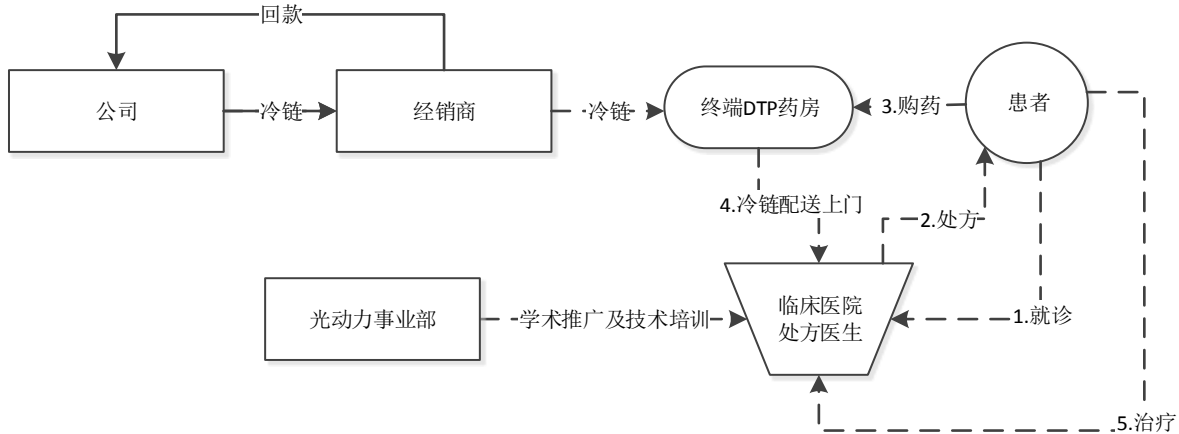 回款
公司
冷链
经销商
冷链
终端DTP药房
3.购药
患者
4.冷链配送上门
2.处方
光动力事业部
学术推广及技术培训
临床医院
处方医生
1.就诊
5.治疗